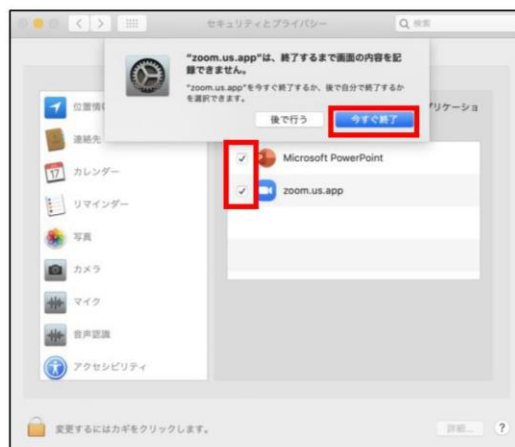 セキュリティとプライバシー
検索
"zoom.us.app"は、終了するまで画面の内容を記
録できません。
"zoom.us.app"を今すぐ終了するか、後で自分で終了するか
を選択できます。
後で行う
今すぐ終了
位置情
プリケーショ
連絡先
17
カレンダー
リマインダー
写真
カメラ
マイク
音声認識
アクセシビリティ
Microsoft PowerPoint
zoom.us.app
変更するにはカギをクリックします。
詳細...
?